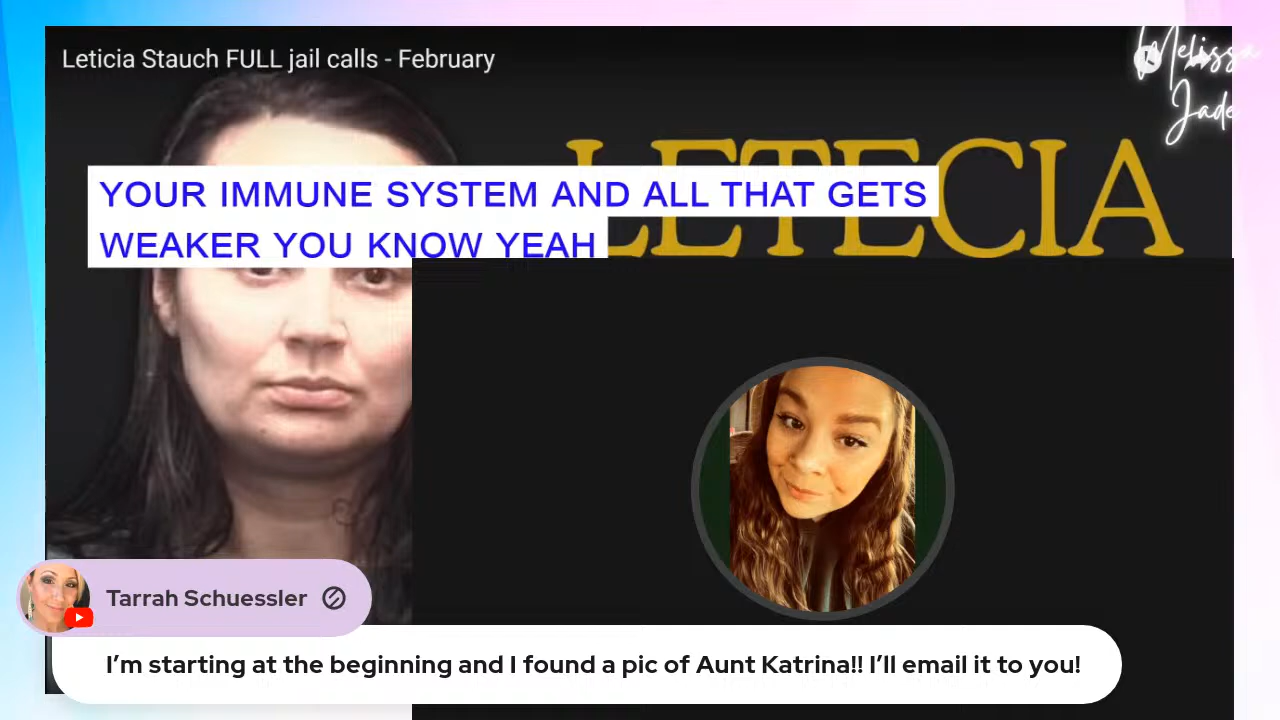 Leticia Stauch FULL jail calls - February
Melissa
Jade
LETECIA
YOUR IMMUNE SYSTEM AND ALL THAT GETS
WEAKER YOU KNOW YEAH
Tarrah Schuessler
I'm starting at the beginning and I found a pic of Aunt Katrina!! I'll email it to you!